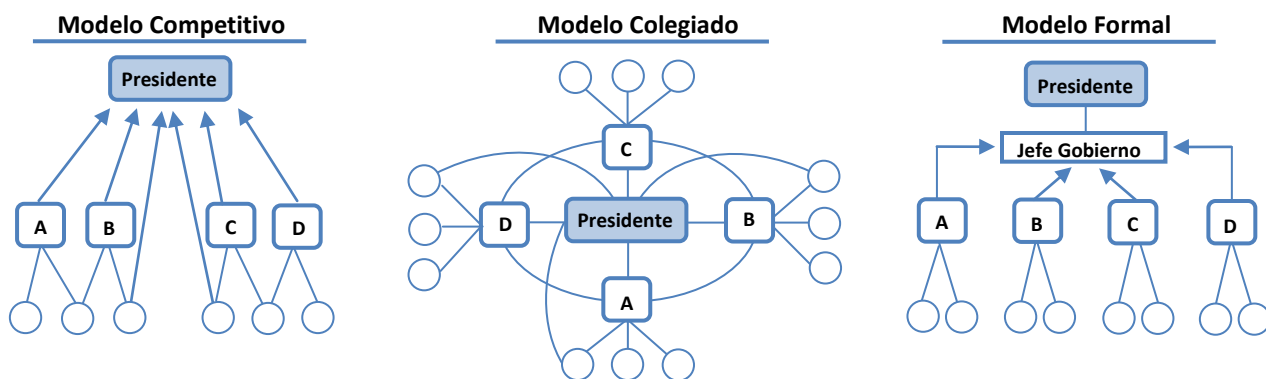 Modelo Competitivo
Presidente
A
B
C
D
Modelo Colegiado
C
D
Presidente
B
A
Modelo Formal
Presidente
Jefe Gobierno
A
B
C
D